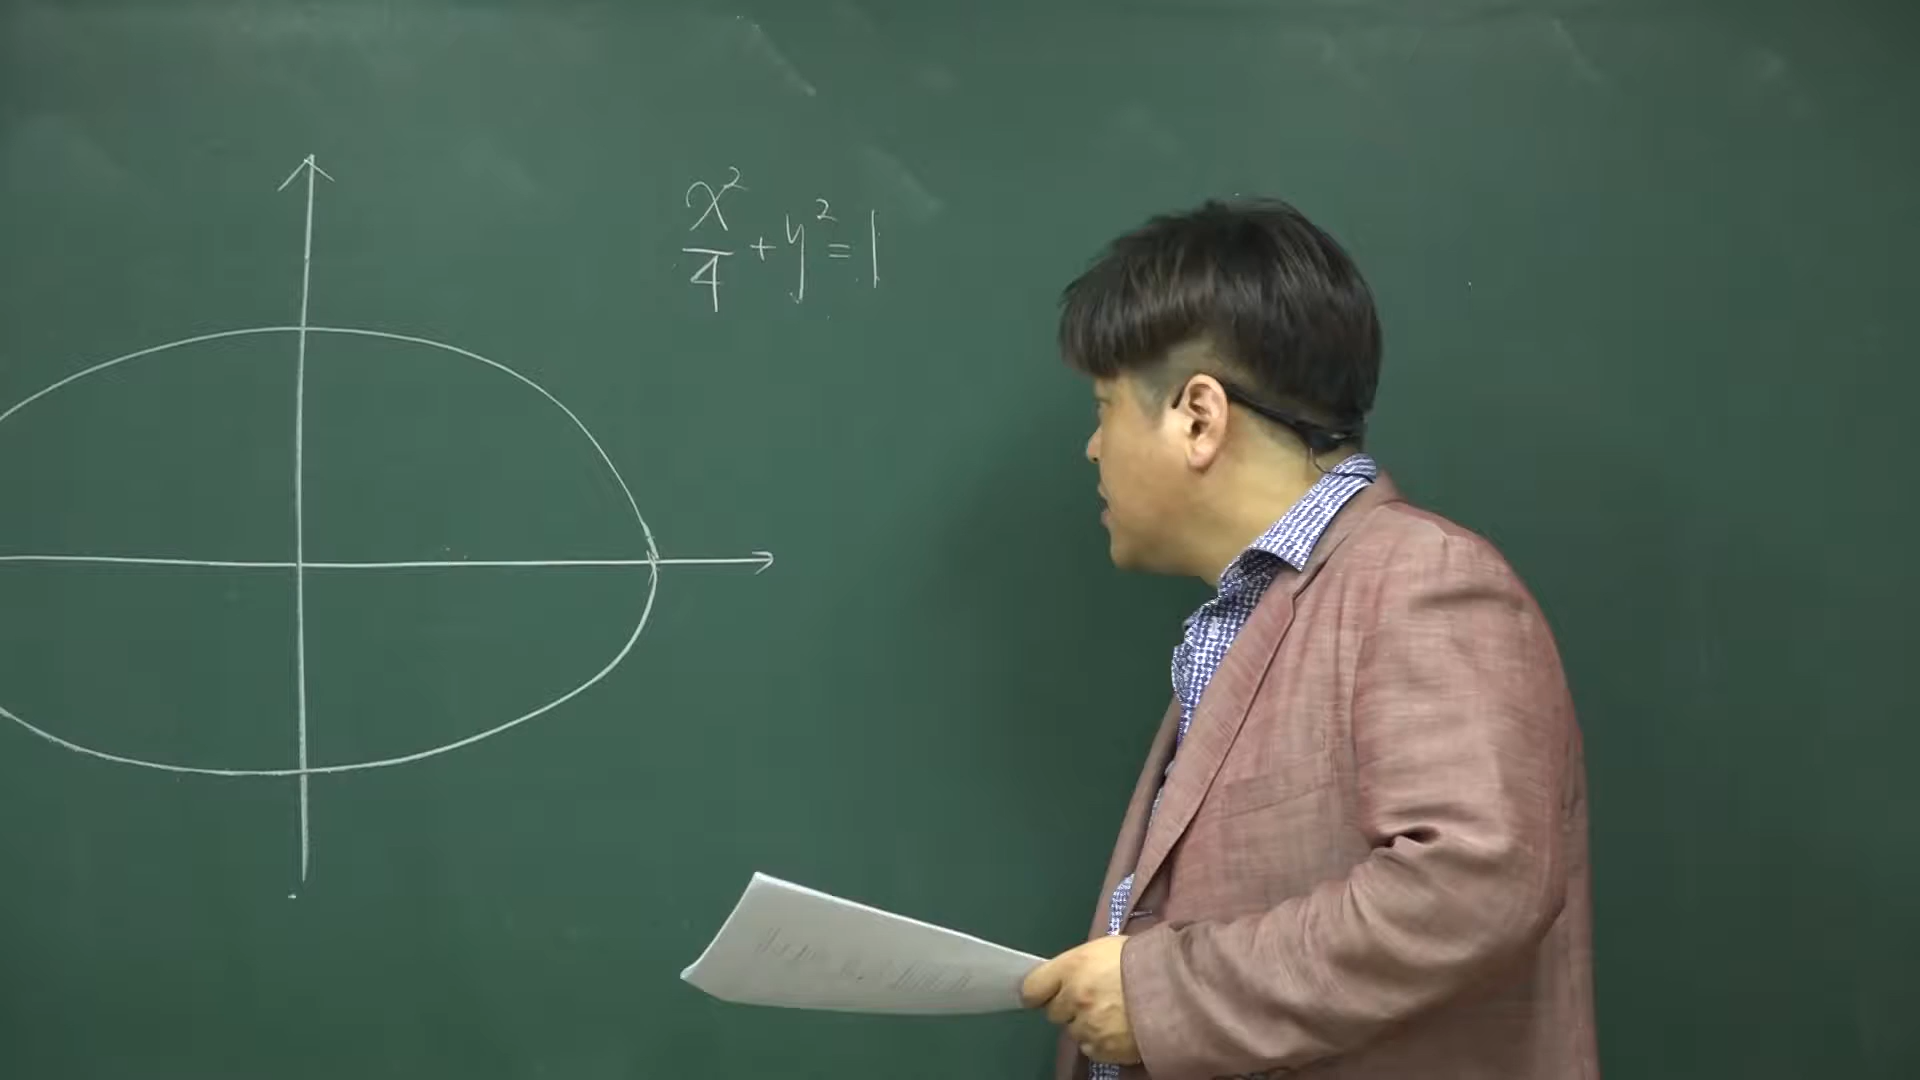 x²/4 + y² = 1